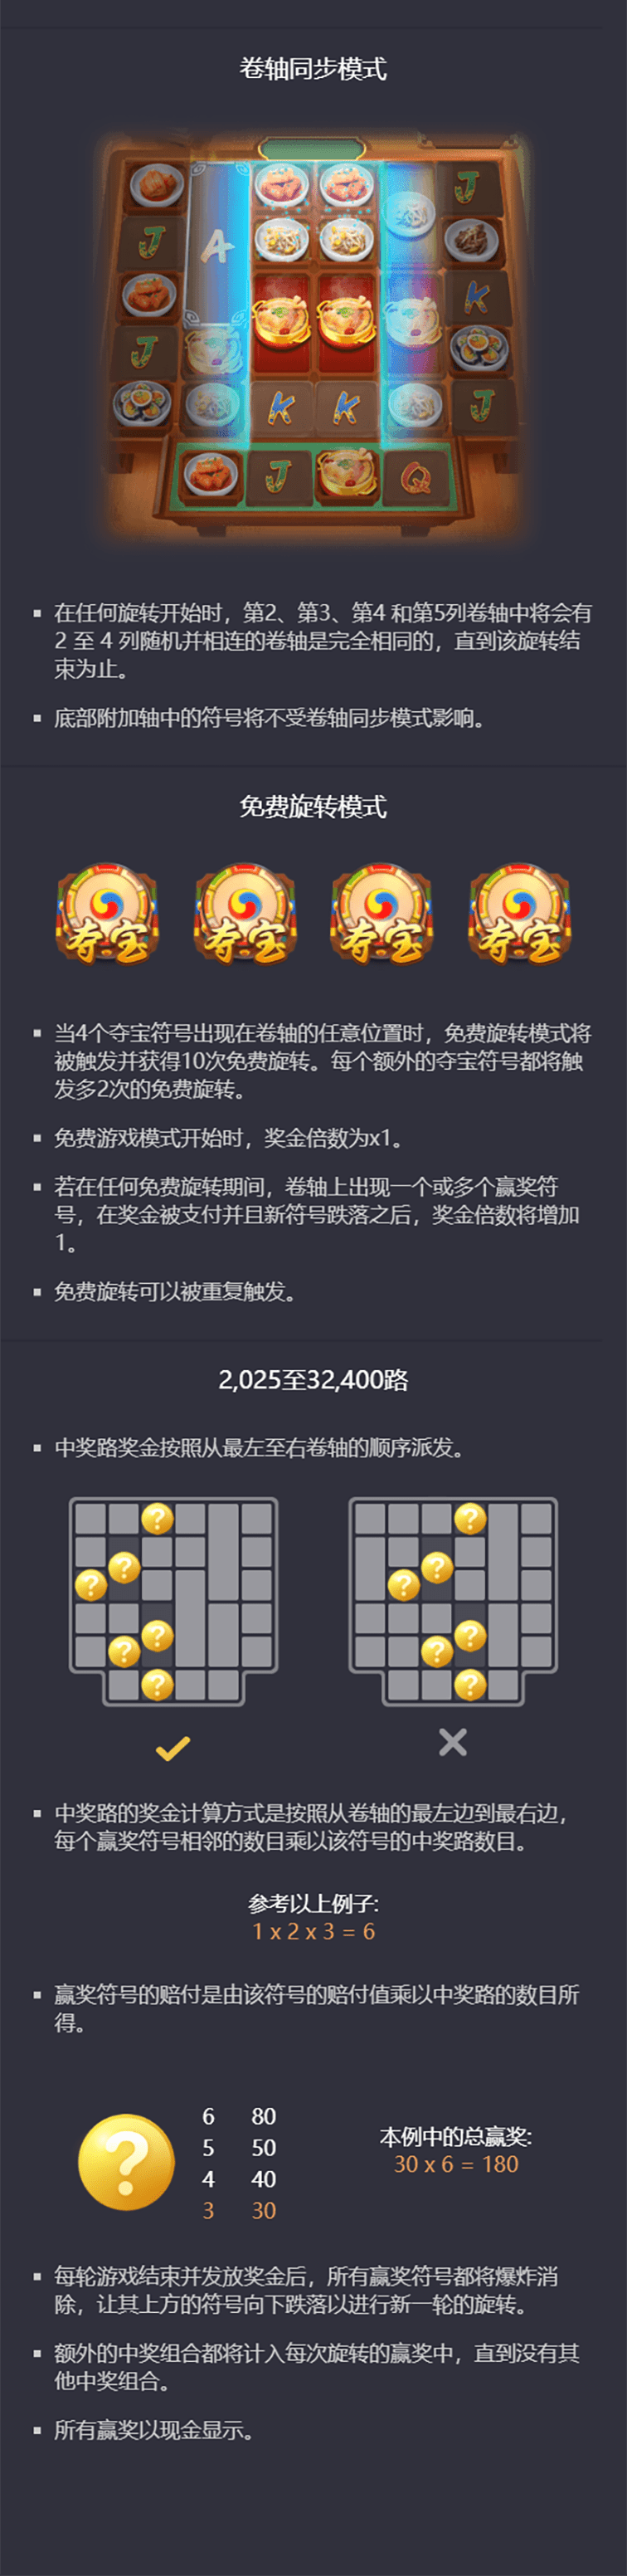 卷轴同步模式
J
A
J
K
J
K
K
J
J
Q
在任何旋转开始时，第2、第3、第4 和第5列卷轴中将会有
2 至 4 列随机并相连的卷轴是完全相同的，直到该旋转结
束为止。
底部附加轴中的符号将不受卷轴同步模式影响。
免费旋转模式
夺宝 夺宝 夺宝 夺宝
当4个夺宝符号出现在卷轴的任意位置时，免费旋转模式将
被触发并获得10次免费旋转。每个额外的夺宝符号都将触
发多2次的免费旋转。
免费游戏模式开始时，奖金倍数为x1。
若在任何免费旋转期间，卷轴上出现一个或多个赢奖符
号，在奖金被支付并且新符号跌落之后，奖金倍数将增加
1。
免费旋转可以被重复触发。
2,025至32,400路
中奖路奖金按照从最左至右卷轴的顺序派发。
? ?
? ?
? ?
? ?
? ?
? ?
中奖路的奖金计算方式是按照从卷轴的最左边到最右边，
每个赢奖符号相邻的数目乘以该符号的中奖路数目。
参考以上例子:
1 x 2 x 3 = 6
赢奖符号的赔付是由该符号的赔付值乘以中奖路的数目所
得。
?
6 80
5 50
4 40
3 30
本例中的总赢奖:
30 x 6 = 180
每轮游戏结束并发放奖金后，所有赢奖符号都将爆炸消
除，让其上方的符号向下跌落以进行新一轮的旋转。
额外的中奖组合都将计入每次旋转的赢奖中，直到没有其
他中奖组合。
所有赢奖以现金显示。